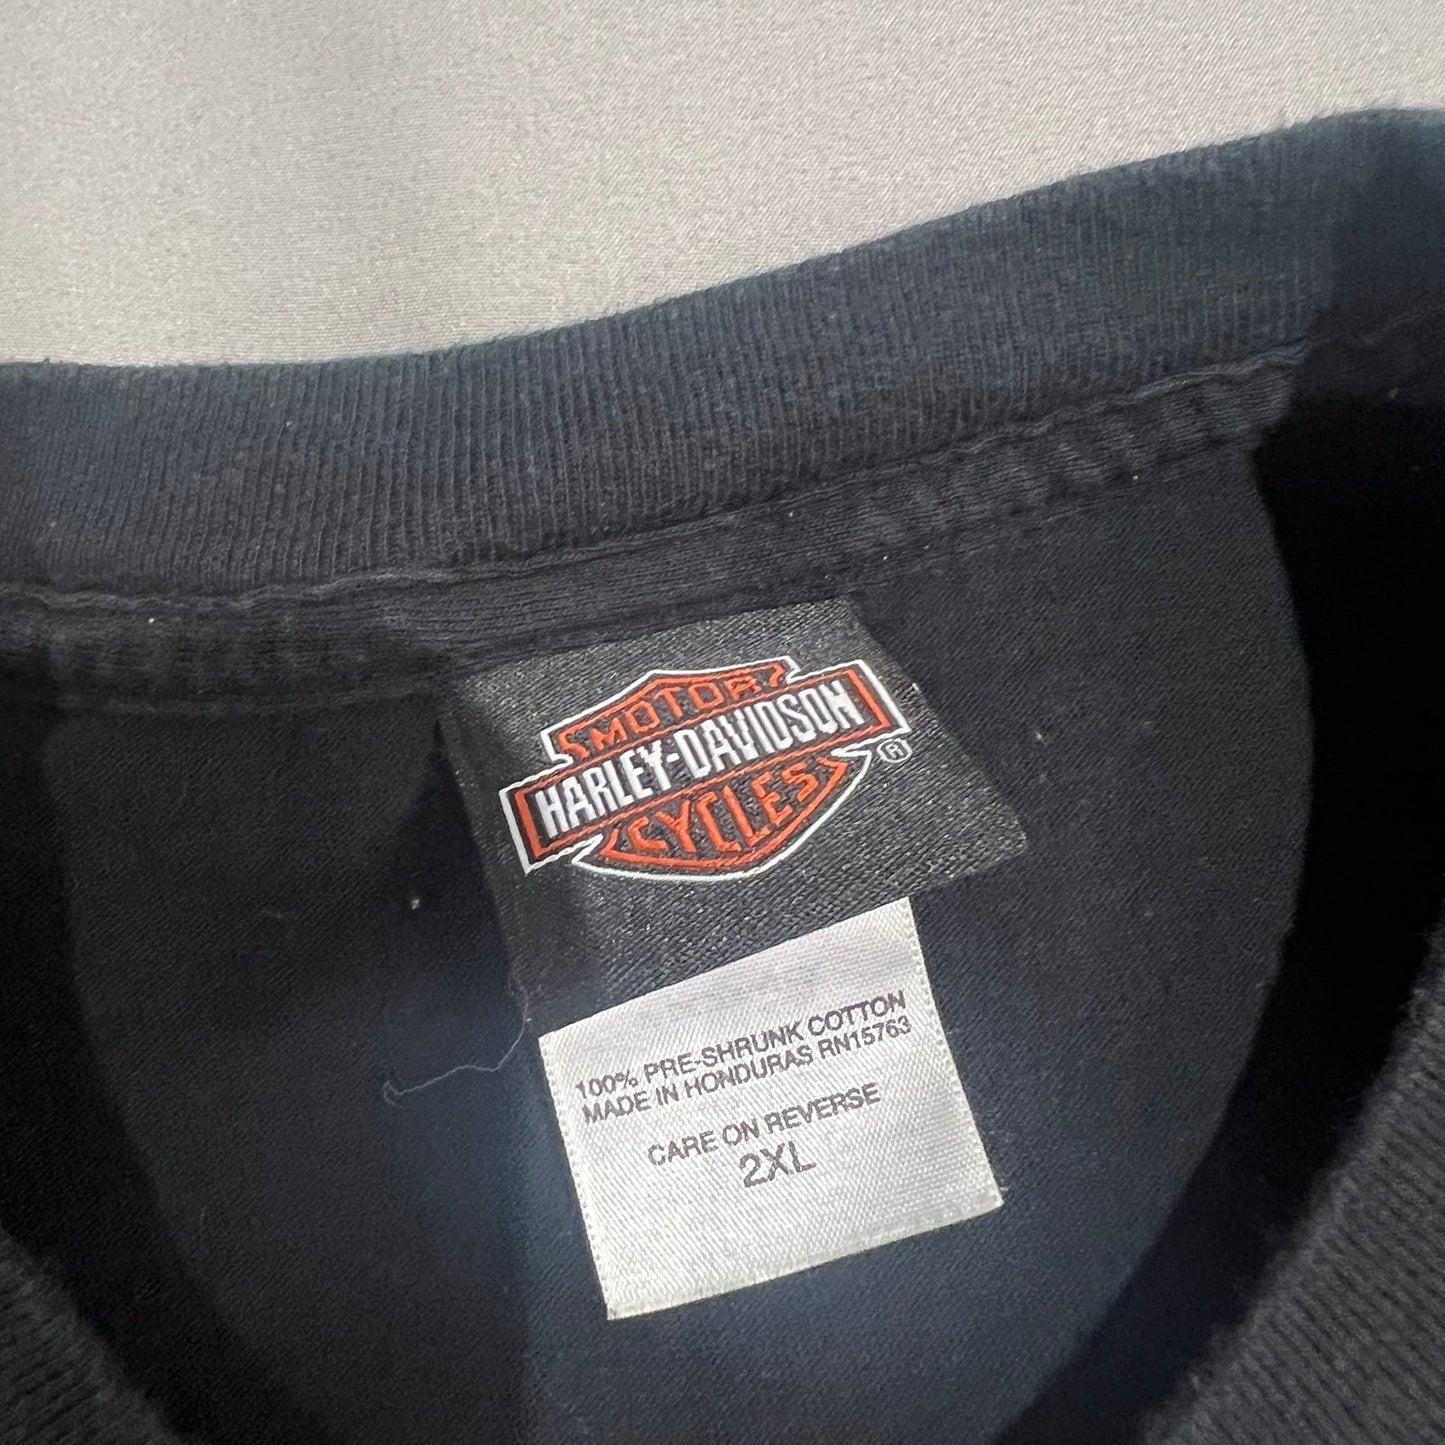 MOTOR
HARLEY-DAVIDSON
CYCLES
®
100% PRE-SHRUNK COTTON
MADE IN HONDURAS RN15763
CARE ON REVERSE
2XL